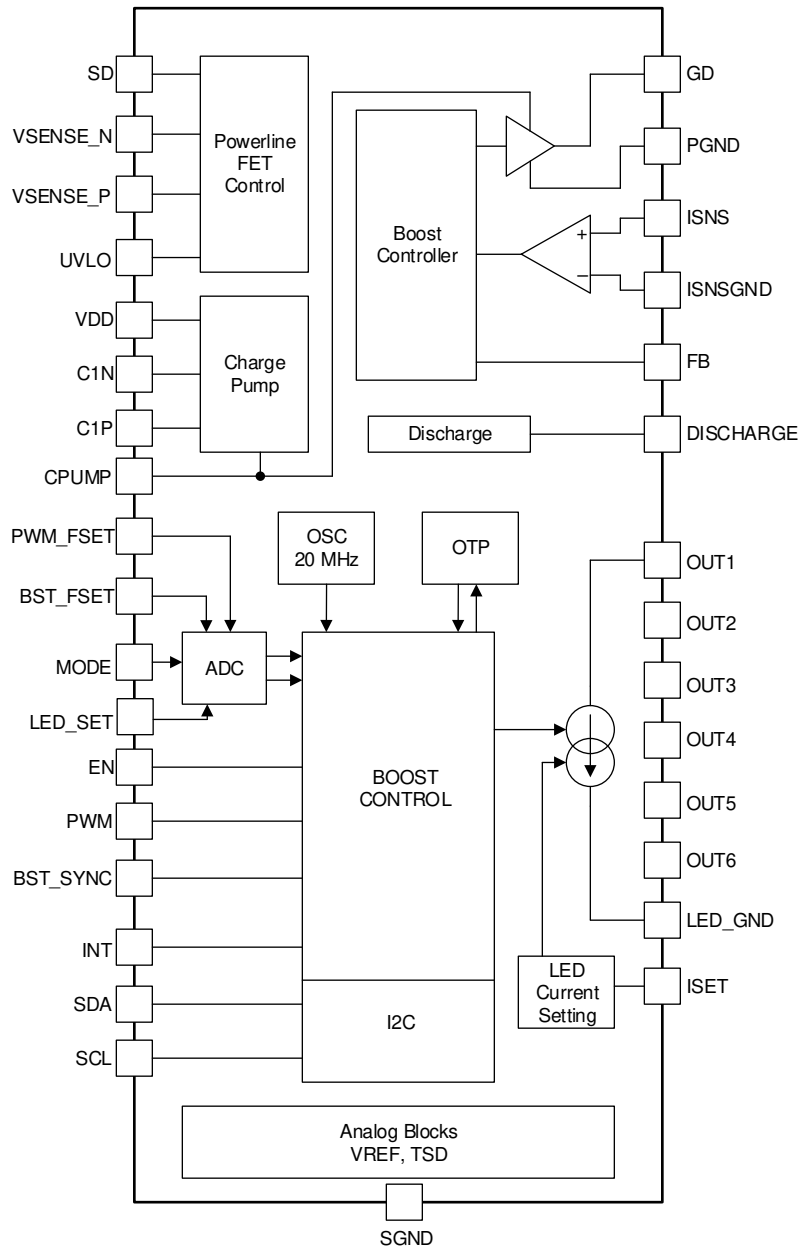 SD
VSENSE_N
VSENSE_P
UVLO
VDD
C1N
C1P
CPUMP
PWM_FSET
BST_FSET
MODE
LED_SET
EN
PWM
BST_SYNC
INT
SDA
SCL
Powerline
FET
Control
Charge
Pump
Boost
Controller
+
−
Discharge
OSC
20 MHz
OTP
ADC
BOOST
CONTROL
I2C
LED
Current
Setting
Analog Blocks
VREF, TSD
GD
PGND
ISNS
ISNSGND
FB
DISCHARGE
OUT1
OUT2
OUT3
OUT4
OUT5
OUT6
LED_GND
ISET
SGND